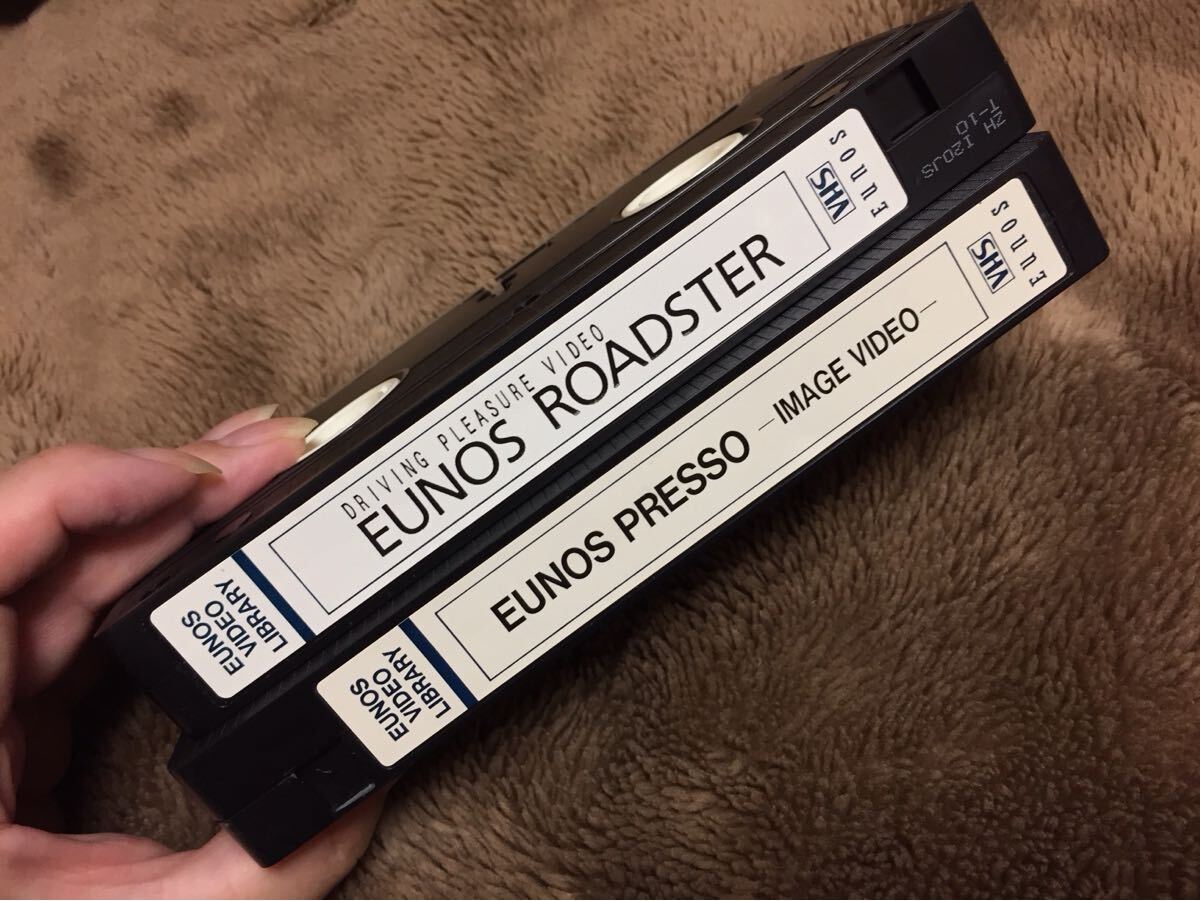 EUNOS
VIDEO
LIBRARY
DRIVING PLEASURE VIDEO
EUNOS ROADSTER
VHS
EUNOS
ZH I20JS
T-10
EUNOS
VIDEO
LIBRARY
EUNOS PRESSO —IMAGE VIDEO—
VHS
EUNOS